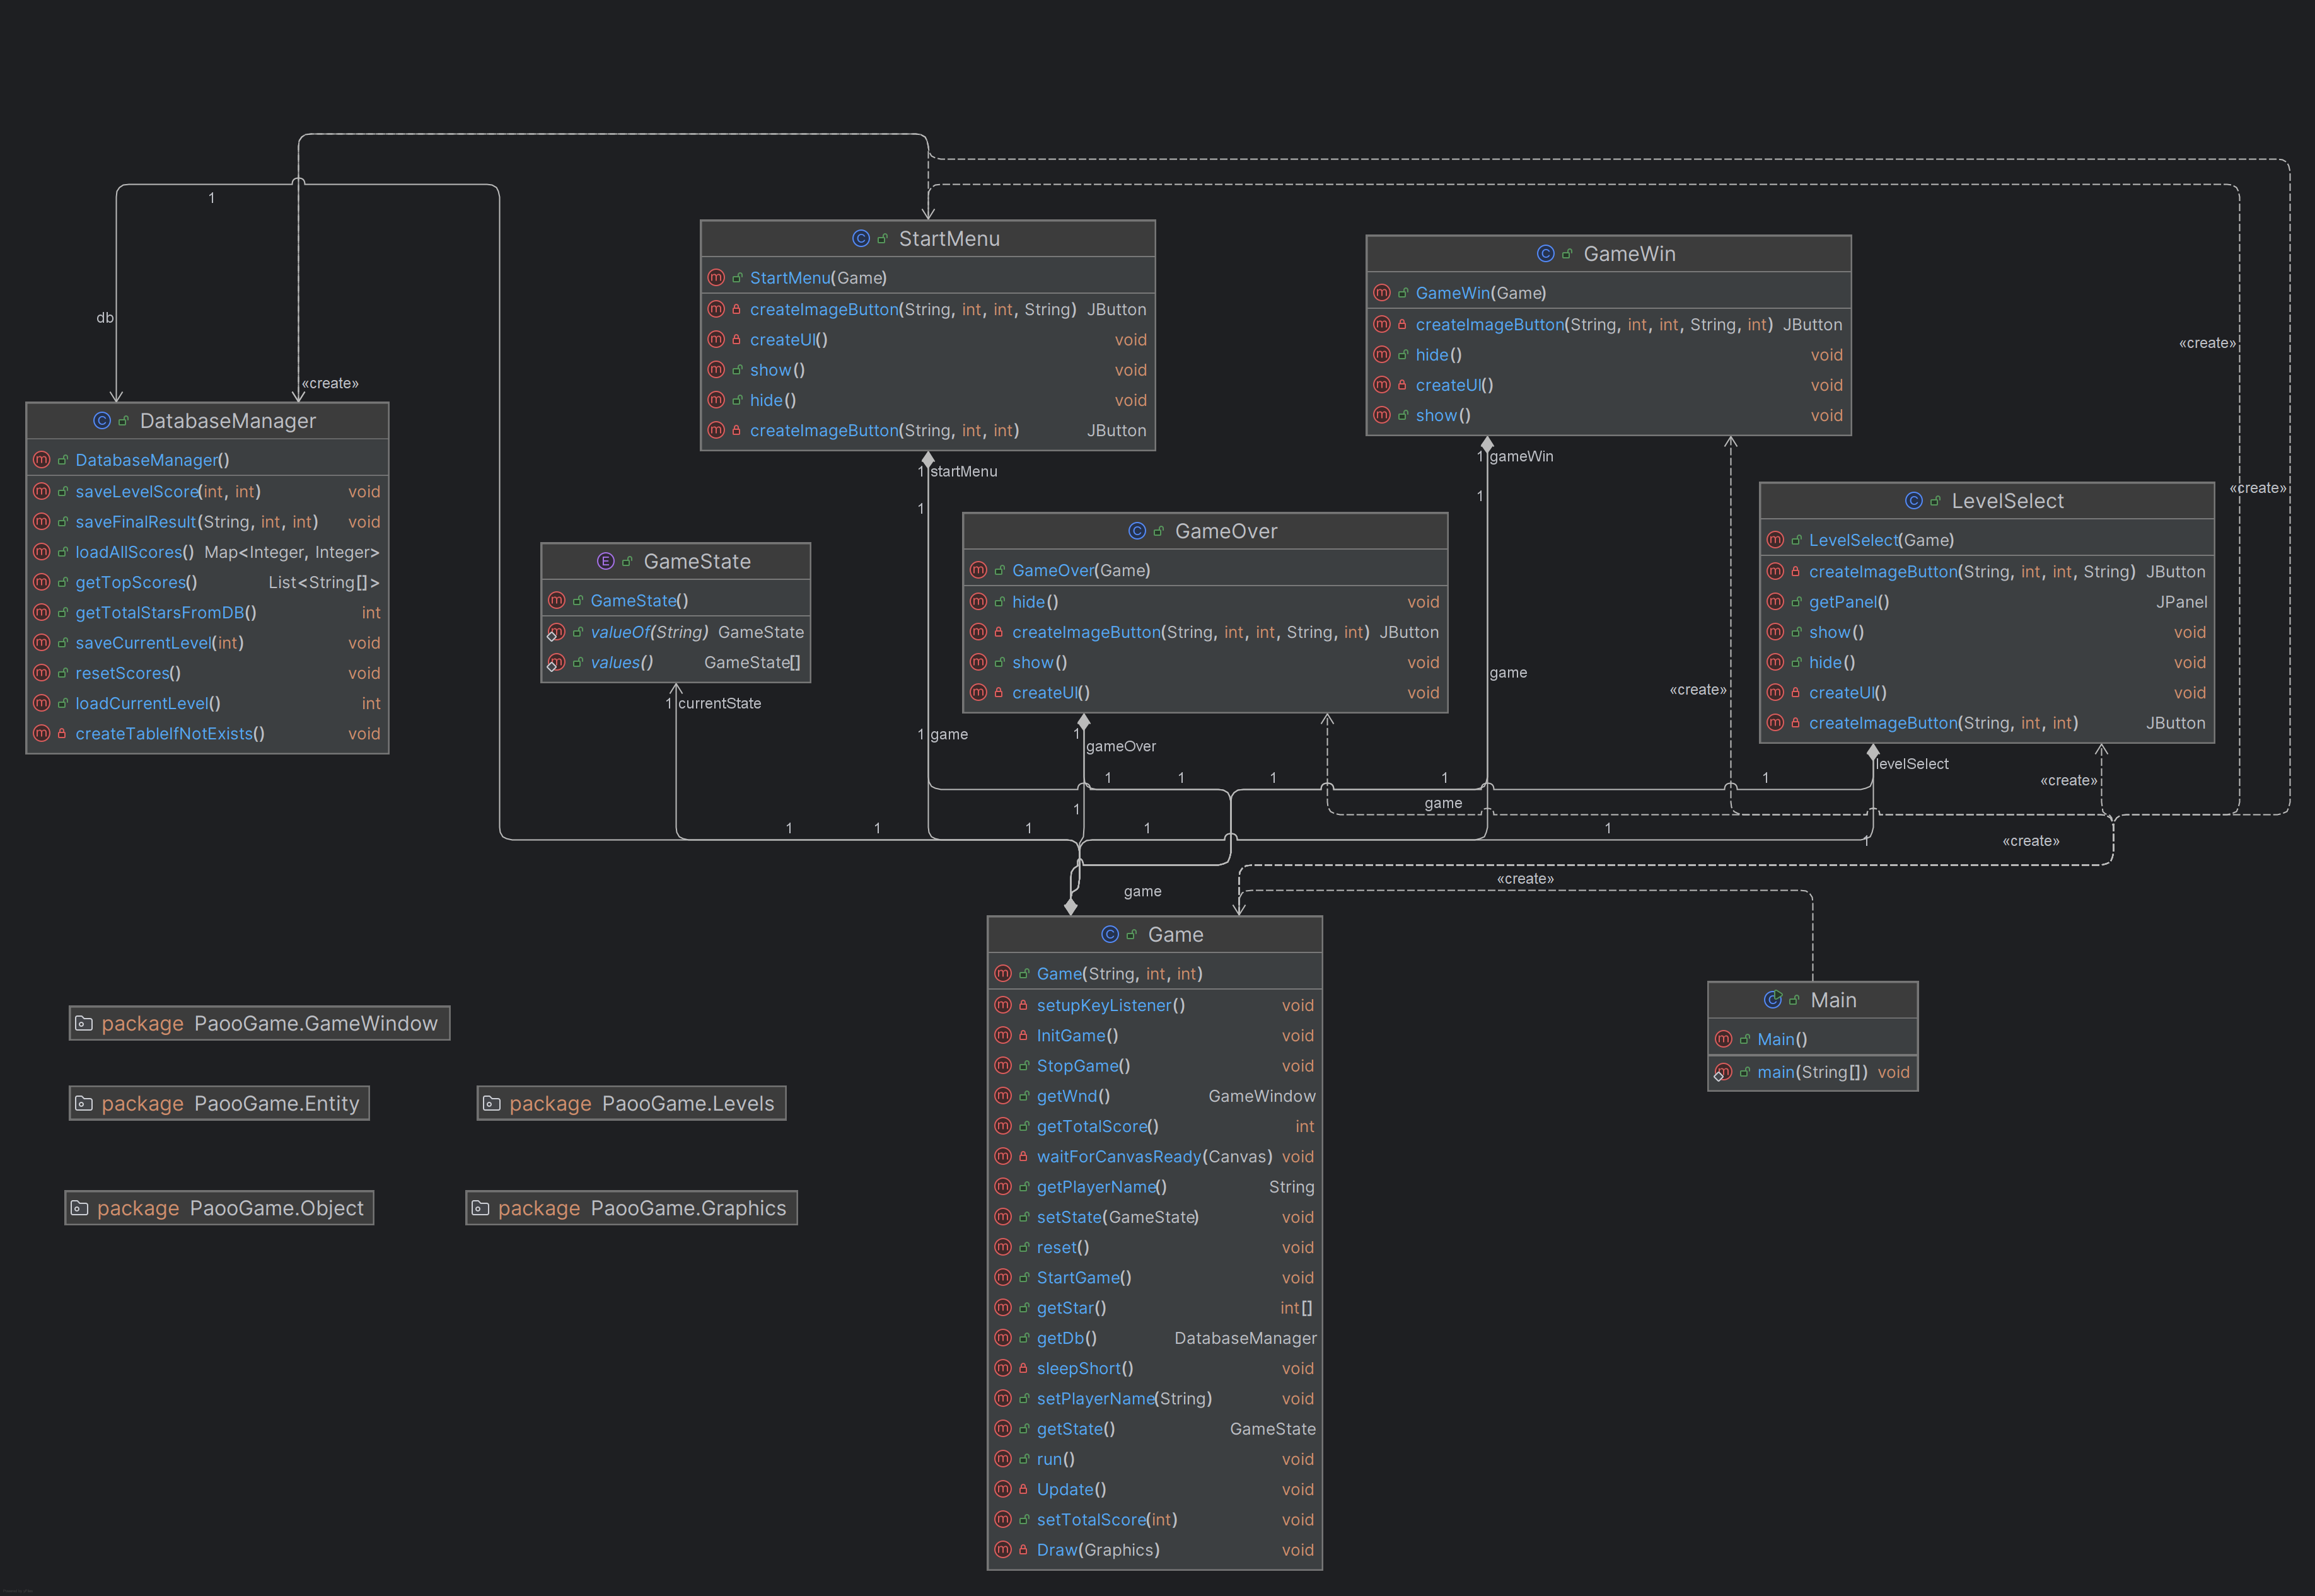 1
db
«create»
DatabaseManager
DatabaseManager()
saveLevelScore(int, int) void
saveFinalResult(String, int, int) void
loadAllScores() Map<Integer, Integer>
getTopScores() List<String[]>
getTotalStarsFromDB() int
saveCurrentLevel(int) void
resetScores() void
loadCurrentLevel() int
createTableIfNotExists() void
StartMenu
StartMenu(Game)
createImageButton(String, int, int, String) JButton
createUI() void
show() void
hide() void
createImageButton(String, int, int) JButton
1 startMenu
1
1 game
GameWin
GameWin(Game)
createImageButton(String, int, int, String, int) JButton
hide() void
createUI() void
show() void
1 gameWin
1
game
«create»
«create»
«create»
GameState
GameState()
valueOf(String) GameState
values() GameState[]
1 currentState
GameOver
GameOver(Game)
hide() void
createImageButton(String, int, int, String, int) JButton
show() void
createUI() void
1
gameOver
1
LevelSelect
LevelSelect(Game)
createImageButton(String, int, int, String) JButton
getPanel() JPanel
show() void
hide() void
createUI() void
createImageButton(String, int, int) JButton
levelSelect
«create»
1 1 1 1 1
game
1 1 1 1 1
1
«create»
«create»
game
Game
Game(String, int, int)
setupKeyListener() void
InitGame() void
StopGame() void
getWnd() GameWindow
getTotalScore() int
waitForCanvasReady(Canvas) void
getPlayerName() String
setState(GameState) void
reset() void
StartGame() void
getStar() int[]
getDb() DatabaseManager
sleepShort() void
setPlayerName(String) void
getState() GameState
run() void
Update() void
setTotalScore(int) void
Draw(Graphics) void
Main
Main()
main(String[]) void
package PaooGame.GameWindow
package PaooGame.Entity
package PaooGame.Levels
package PaooGame.Object
package PaooGame.Graphics